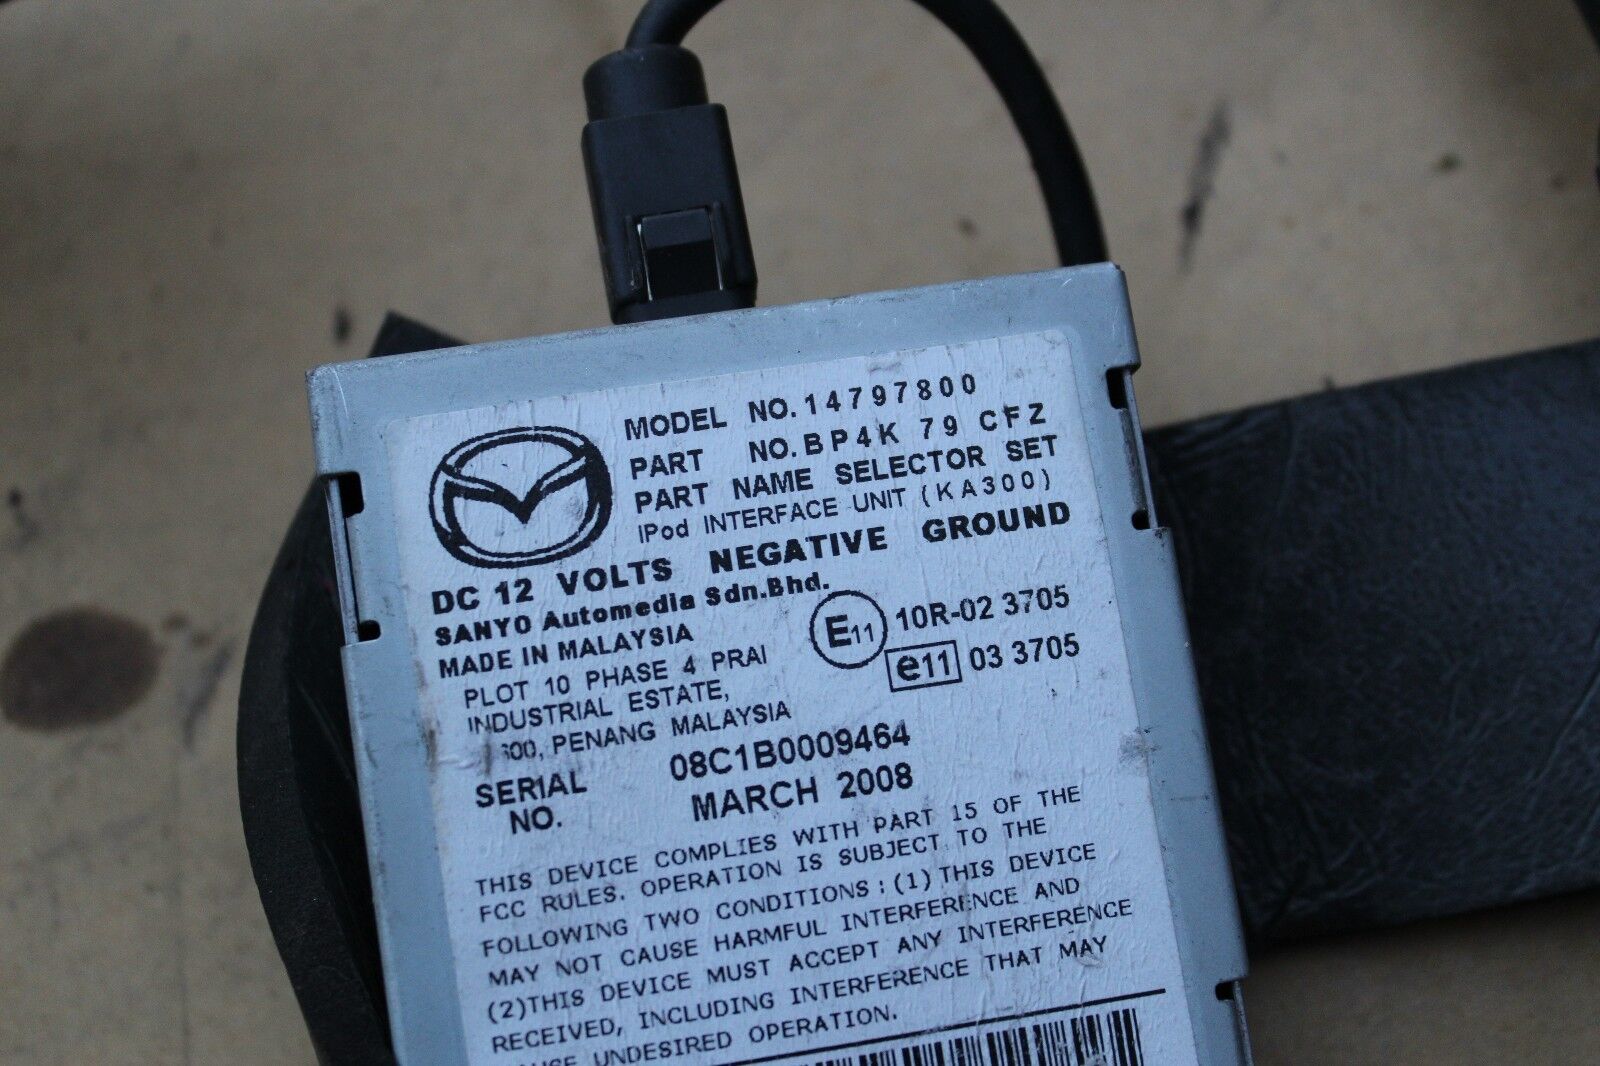 MODEL NO. 14797800
PART NO. BP4K 79 CFZ
PART NAME SELECTOR SET
iPod INTERFACE UNIT (KA300)
DC 12 VOLTS NEGATIVE GROUND
SANYO Automedia Sdn.Bhd.
MADE IN MALAYSIA
PLOT 10 PHASE 4 PRAI
INDUSTRIAL ESTATE,
PENANG MALAYSIA
E11 10R-02 3705
e11 03 3705
SERIAL NO. 08C1B0009464
MARCH 2008
THIS DEVICE COMPLIES WITH PART 15 OF THE
FCC RULES. OPERATION IS SUBJECT TO THE
FOLLOWING TWO CONDITIONS: (1) THIS DEVICE
MAY NOT CAUSE HARMFUL INTERFERENCE AND
(2)THIS DEVICE MUST ACCEPT ANY INTERFERENCE
RECEIVED, INCLUDING INTERFERENCE THAT MAY
UNDESIRED OPERATION.